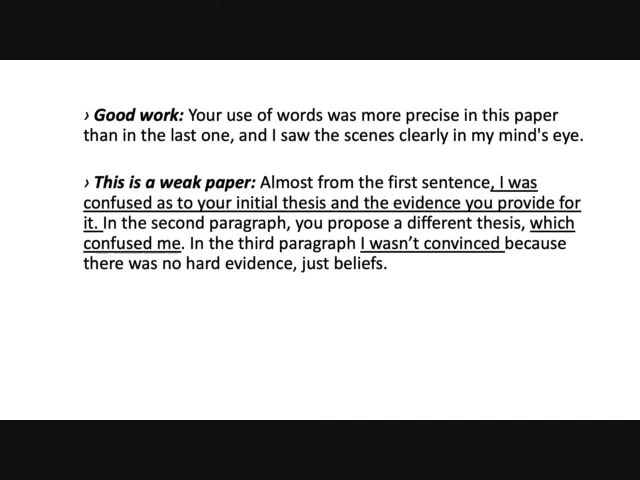 › Good work: Your use of words was more precise in this paper
than in the last one, and I saw the scenes clearly in my mind's eye.
› This is a weak paper: Almost from the first sentence, I was
confused as to your initial thesis and the evidence you provide for
it. In the second paragraph, you propose a different thesis, which
confused me. In the third paragraph I wasn’t convinced because
there was no hard evidence, just beliefs.